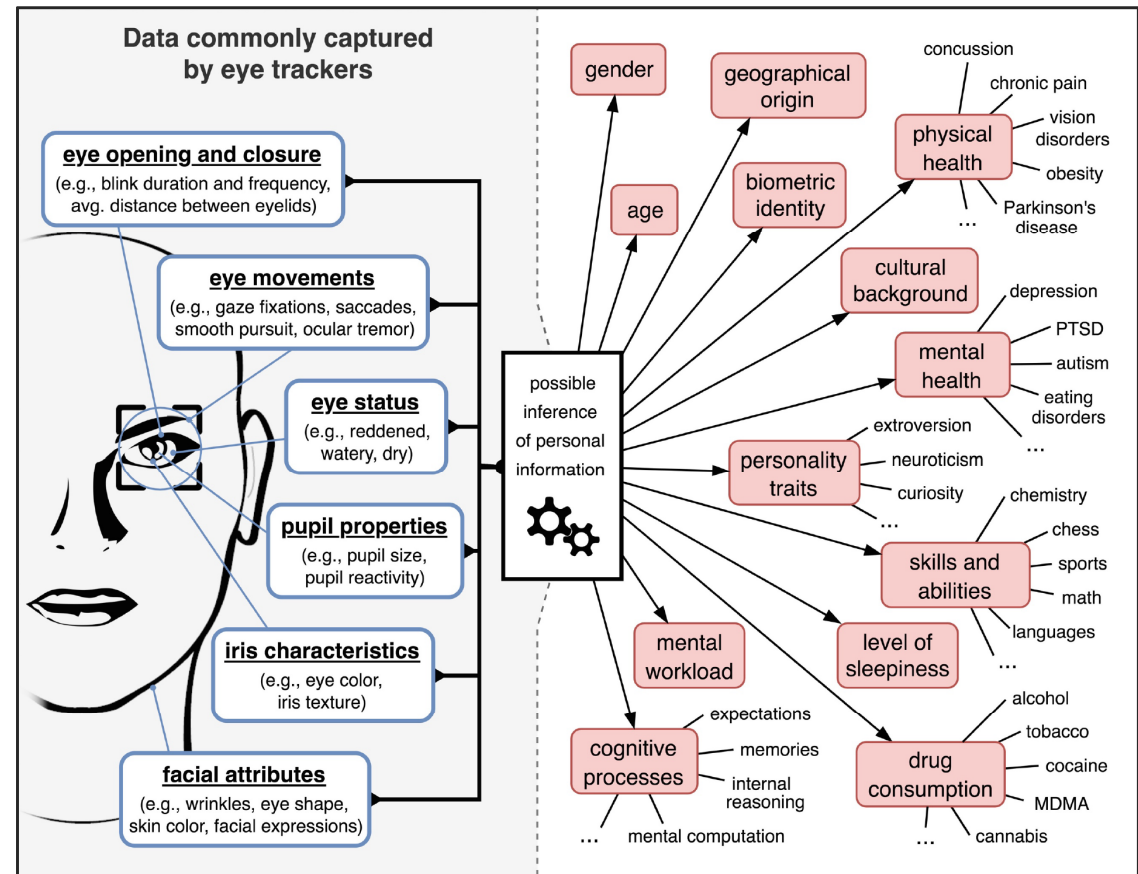 Data commonly captured
by eye trackers
eye opening and closure
(e.g., blink duration and frequency,
avg. distance between eyelids)
eye movements
(e.g., gaze fixations, saccades,
smooth pursuit, ocular tremor)
eye status
(e.g., reddened,
watery, dry)
pupil properties
(e.g., pupil size,
pupil reactivity)
iris characteristics
(e.g., eye color,
iris texture)
facial attributes
(e.g., wrinkles, eye shape,
skin color, facial expressions)
possible
inference
of personal
information
gender
geographical
origin
age
biometric
identity
physical
health
concussion
chronic pain
vision
disorders
obesity
Parkinson's
disease
...
cultural
background
mental
health
depression
PTSD
autism
eating
disorders
...
personality
traits
extroversion
neuroticism
curiosity
...
skills and
abilities
chemistry
chess
sports
math
languages
...
mental
workload
level of
sleepiness
cognitive
processes
expectations
memories
internal
reasoning
mental computation
...
drug
consumption
alcohol
tobacco
cocaine
MDMA
cannabis
...